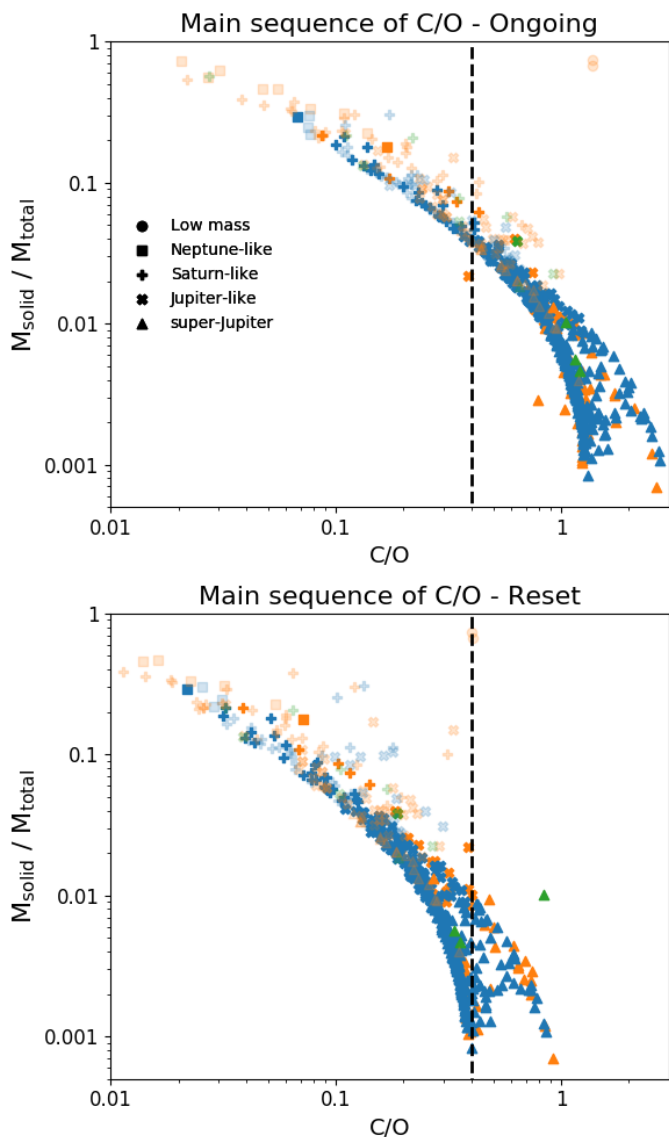 Main sequence of C/O - Ongoing
1
0.1
0.01
0.001
M_solid / M_total
Low mass
Neptune-like
Saturn-like
Jupiter-like
super-Jupiter
0.01
0.1
1
C/O
Main sequence of C/O - Reset
1
0.1
0.01
0.001
M_solid / M_total
0.01
0.1
1
C/O